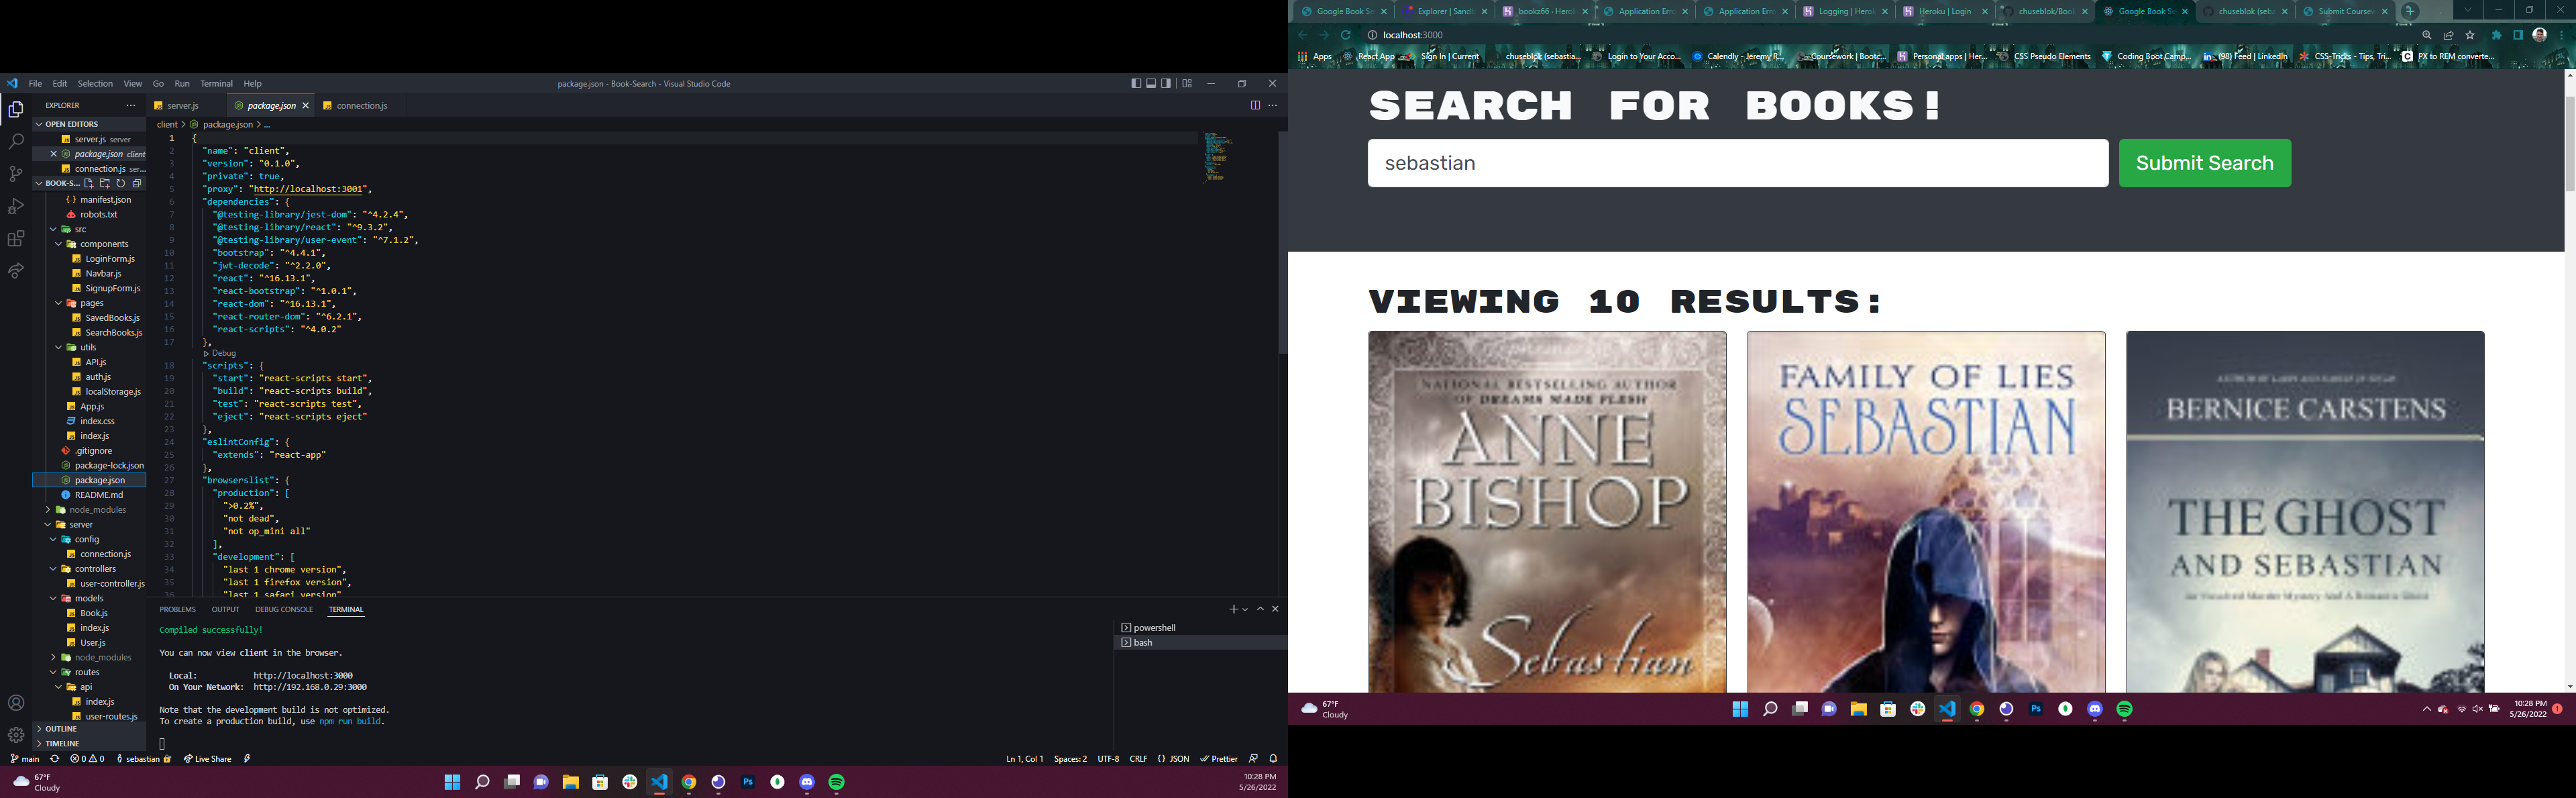 File Edit Selection View Go Run Terminal Help
package.json - Book-Search - Visual Studio Code
EXPLORER
OPEN EDITORS
server.js server
package.json client
connection.js ser...
BOOK-S...
manifest.json
robots.txt
src
components
LoginForm.js
Navbar.js
SignupForm.js
pages
SavedBooks.js
SearchBooks.js
utils
API.js
auth.js
localStorage.js
App.js
index.css
index.js
.gitignore
package-lock.json
package.json
README.md
node_modules
server
config
connection.js
controllers
user-controller.js
models
Book.js
index.js
User.js
node_modules
routes
api
index.js
user-routes.js
OUTLINE
TIMELINE
server.js package.json connection.js
client > package.json > ...
1 {
2 "name": "client",
3 "version": "0.1.0",
4 "private": true,
5 "proxy": "http://localhost:3001",
6 "dependencies": {
7 "@testing-library/jest-dom": "^4.2.4",
8 "@testing-library/react": "^9.3.2",
9 "@testing-library/user-event": "^7.1.2",
10 "bootstrap": "^4.4.1",
11 "jwt-decode": "^2.2.0",
12 "react": "^16.13.1",
13 "react-bootstrap": "^1.0.1",
14 "react-dom": "^16.13.1",
15 "react-router-dom": "^6.2.1",
16 "react-scripts": "^4.0.2"
17 },
Debug
18 "scripts": {
19 "start": "react-scripts start",
20 "build": "react-scripts build",
21 "test": "react-scripts test",
22 "eject": "react-scripts eject"
23 },
24 "eslintConfig": {
25 "extends": "react-app"
26 },
27 "browserslist": {
28 "production": [
29 ">0.2%",
30 "not dead",
31 "not op_mini all"
32 ],
33 "development": [
34 "last 1 chrome version",
35 "last 1 firefox version",
36 "last 1 safari version"
PROBLEMS OUTPUT DEBUG CONSOLE TERMINAL
Compiled successfully!
You can now view client in the browser.
Local: http://localhost:3000
On Your Network: http://192.168.0.29:3000
Note that the development build is not optimized.
To create a production build, use npm run build.
powershell
bash
main 0 0 sebastian Live Share
Ln 1, Col 1 Spaces: 2 UTF-8 CRLF {} JSON Prettier
67°F
Cloudy
Ps
10:28 PM
5/26/2022
Google Book Se Explorer | Sandb bookz66 · Herok Application Erro Application Erro Logging | Herok Heroku | Login chuseblok/Book Google Book Se chuseblok (seba Submit Coursew
localhost:3000
Apps React App Sign In | Current chuseblok (sebastia... Login to Your Acco... Calendly - Jeremy R... Coursework | Bootc... Personal apps | Her... CSS Pseudo Elements Coding Boot Camp... (98) Feed | LinkedIn CSS-Tricks - Tips, Tri... PX to REM converte...
SEARCH FOR BOOKS!
sebastian
Submit Search
VIEWING 10 RESULTS:
NATIONAL BESTSELLING AUTHOR
OF DREAMS MADE FLESH
ANNE
BISHOP
Sebastian
FAMILY OF LIES
SEBASTIAN
BERNICE CARSTENS
THE GHOST
AND SEBASTIAN
67°F
Cloudy
Ps
10:28 PM
5/26/2022
1